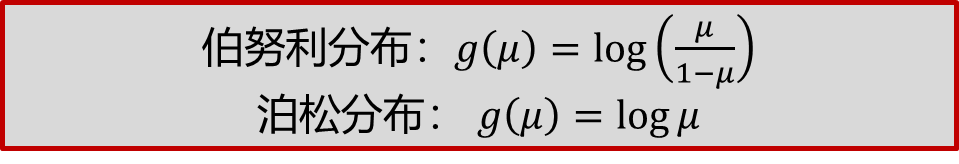 伯努利分布：g(μ) = log(μ/(1−μ))
泊松分布： g(μ) = log μ